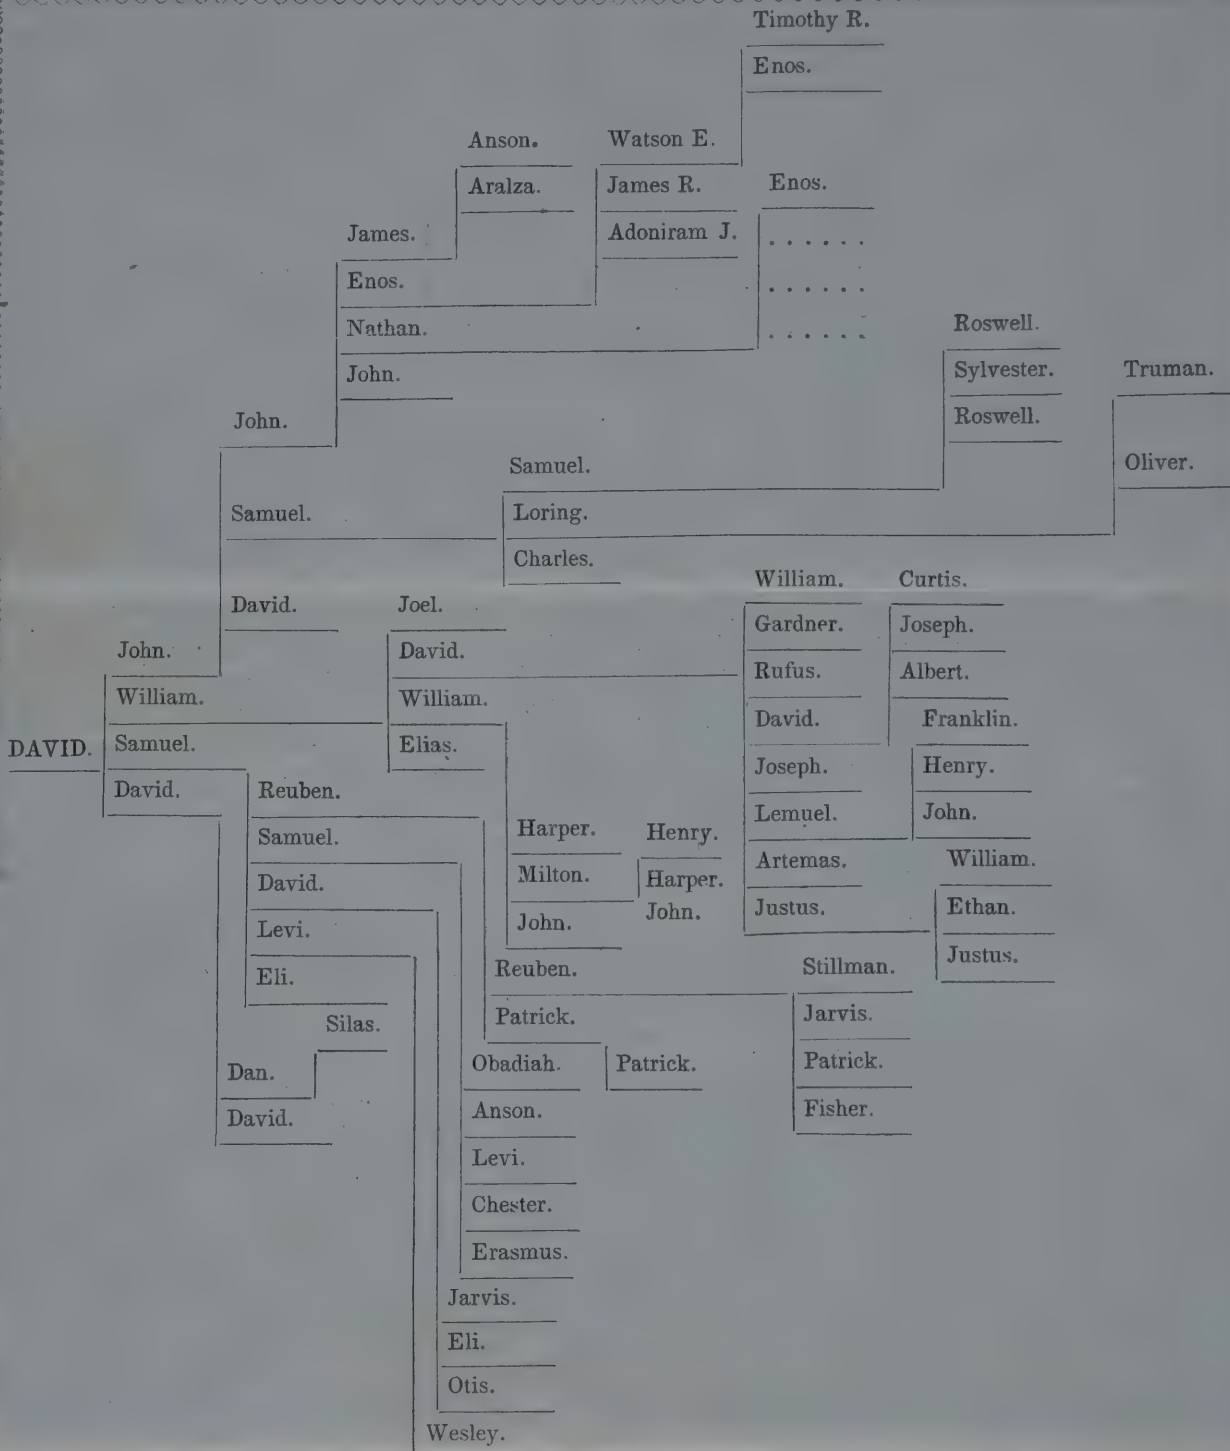 Timothy R.
Enos.
Anson.
Watson E.
Aralza.
James R.
Enos.
James.
Adoniram J.
. . . . . .
Enos.
. . . . . .
Nathan.
. . . . . .
Roswell.
John.
Sylvester.
Truman.
John.
Roswell.
Samuel.
Oliver.
Samuel.
Loring.
Charles.
William.
Curtis.
David.
Joel.
Gardner.
Joseph.
John.
David.
Rufus.
Albert.
William.
William.
David.
Franklin.
DAVID.
Samuel.
Elias.
Joseph.
Henry.
David.
Reuben.
Lemuel.
John.
Samuel.
Harper.
Henry.
Artemas.
William.
David.
Milton.
Harper.
Justus.
Ethan.
Levi.
John.
John.
Justus.
Eli.
Reuben.
Stillman.
Silas.
Patrick.
Jarvis.
Dan.
Obadiah.
Patrick.
Patrick.
David.
Anson.
Fisher.
Levi.
Chester.
Erasmus.
Jarvis.
Eli.
Otis.
Wesley.